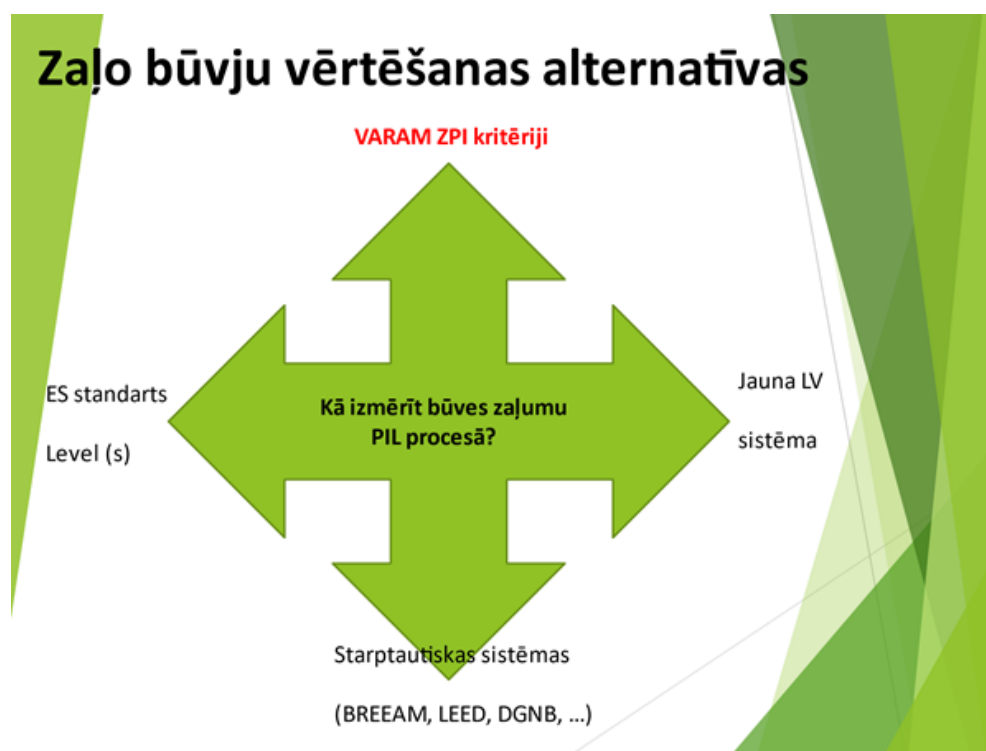 Zaļo būvju vērtēšanas alternatīvas
VARAM ZPI kritēriji
ES standarts
Level (s)
Kā izmērīt būves zaļumu
PIL procesā?
Jauna LV
sistēma
Starptautiskas sistēmas
(BREEAM, LEED, DGNB, ...)